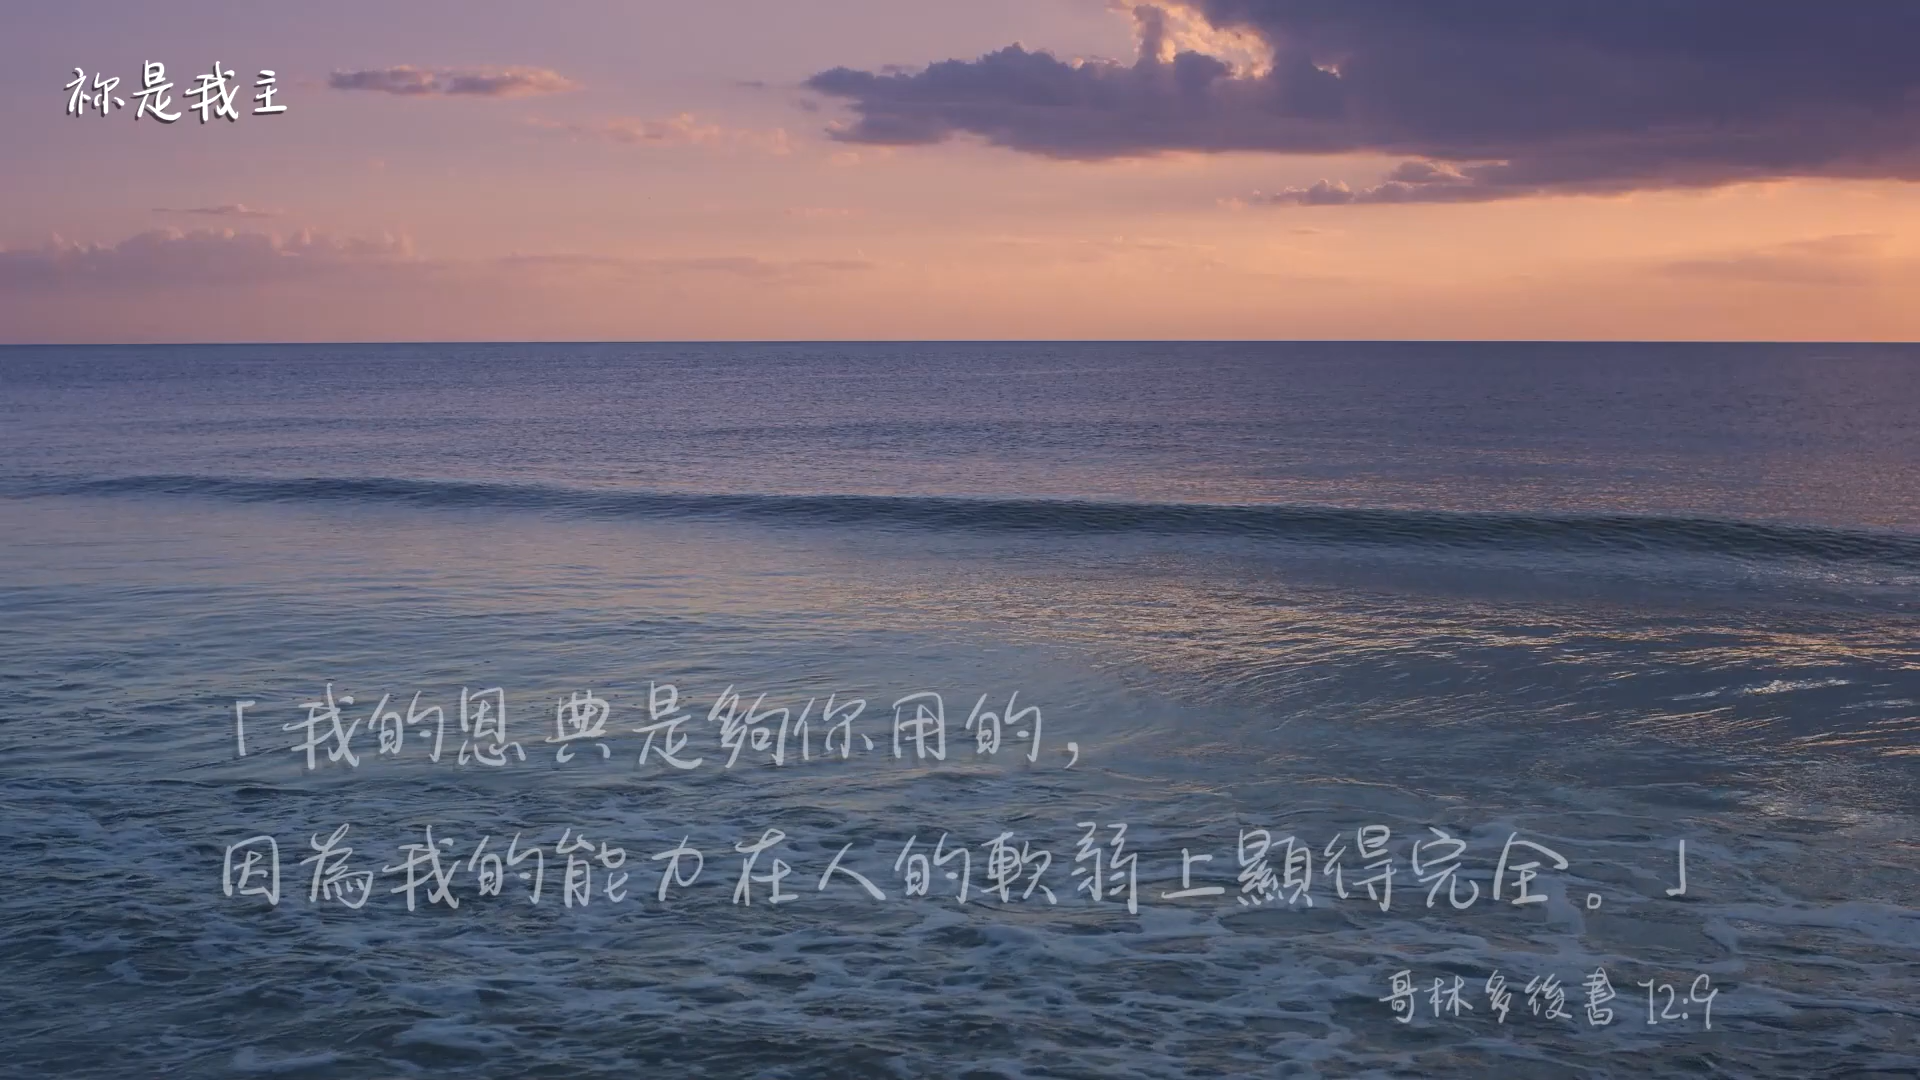 祢是我主
「我的恩典是夠你用的,
因為我的能力在人的軟弱上顯得完全。」
哥林多後書 12:9